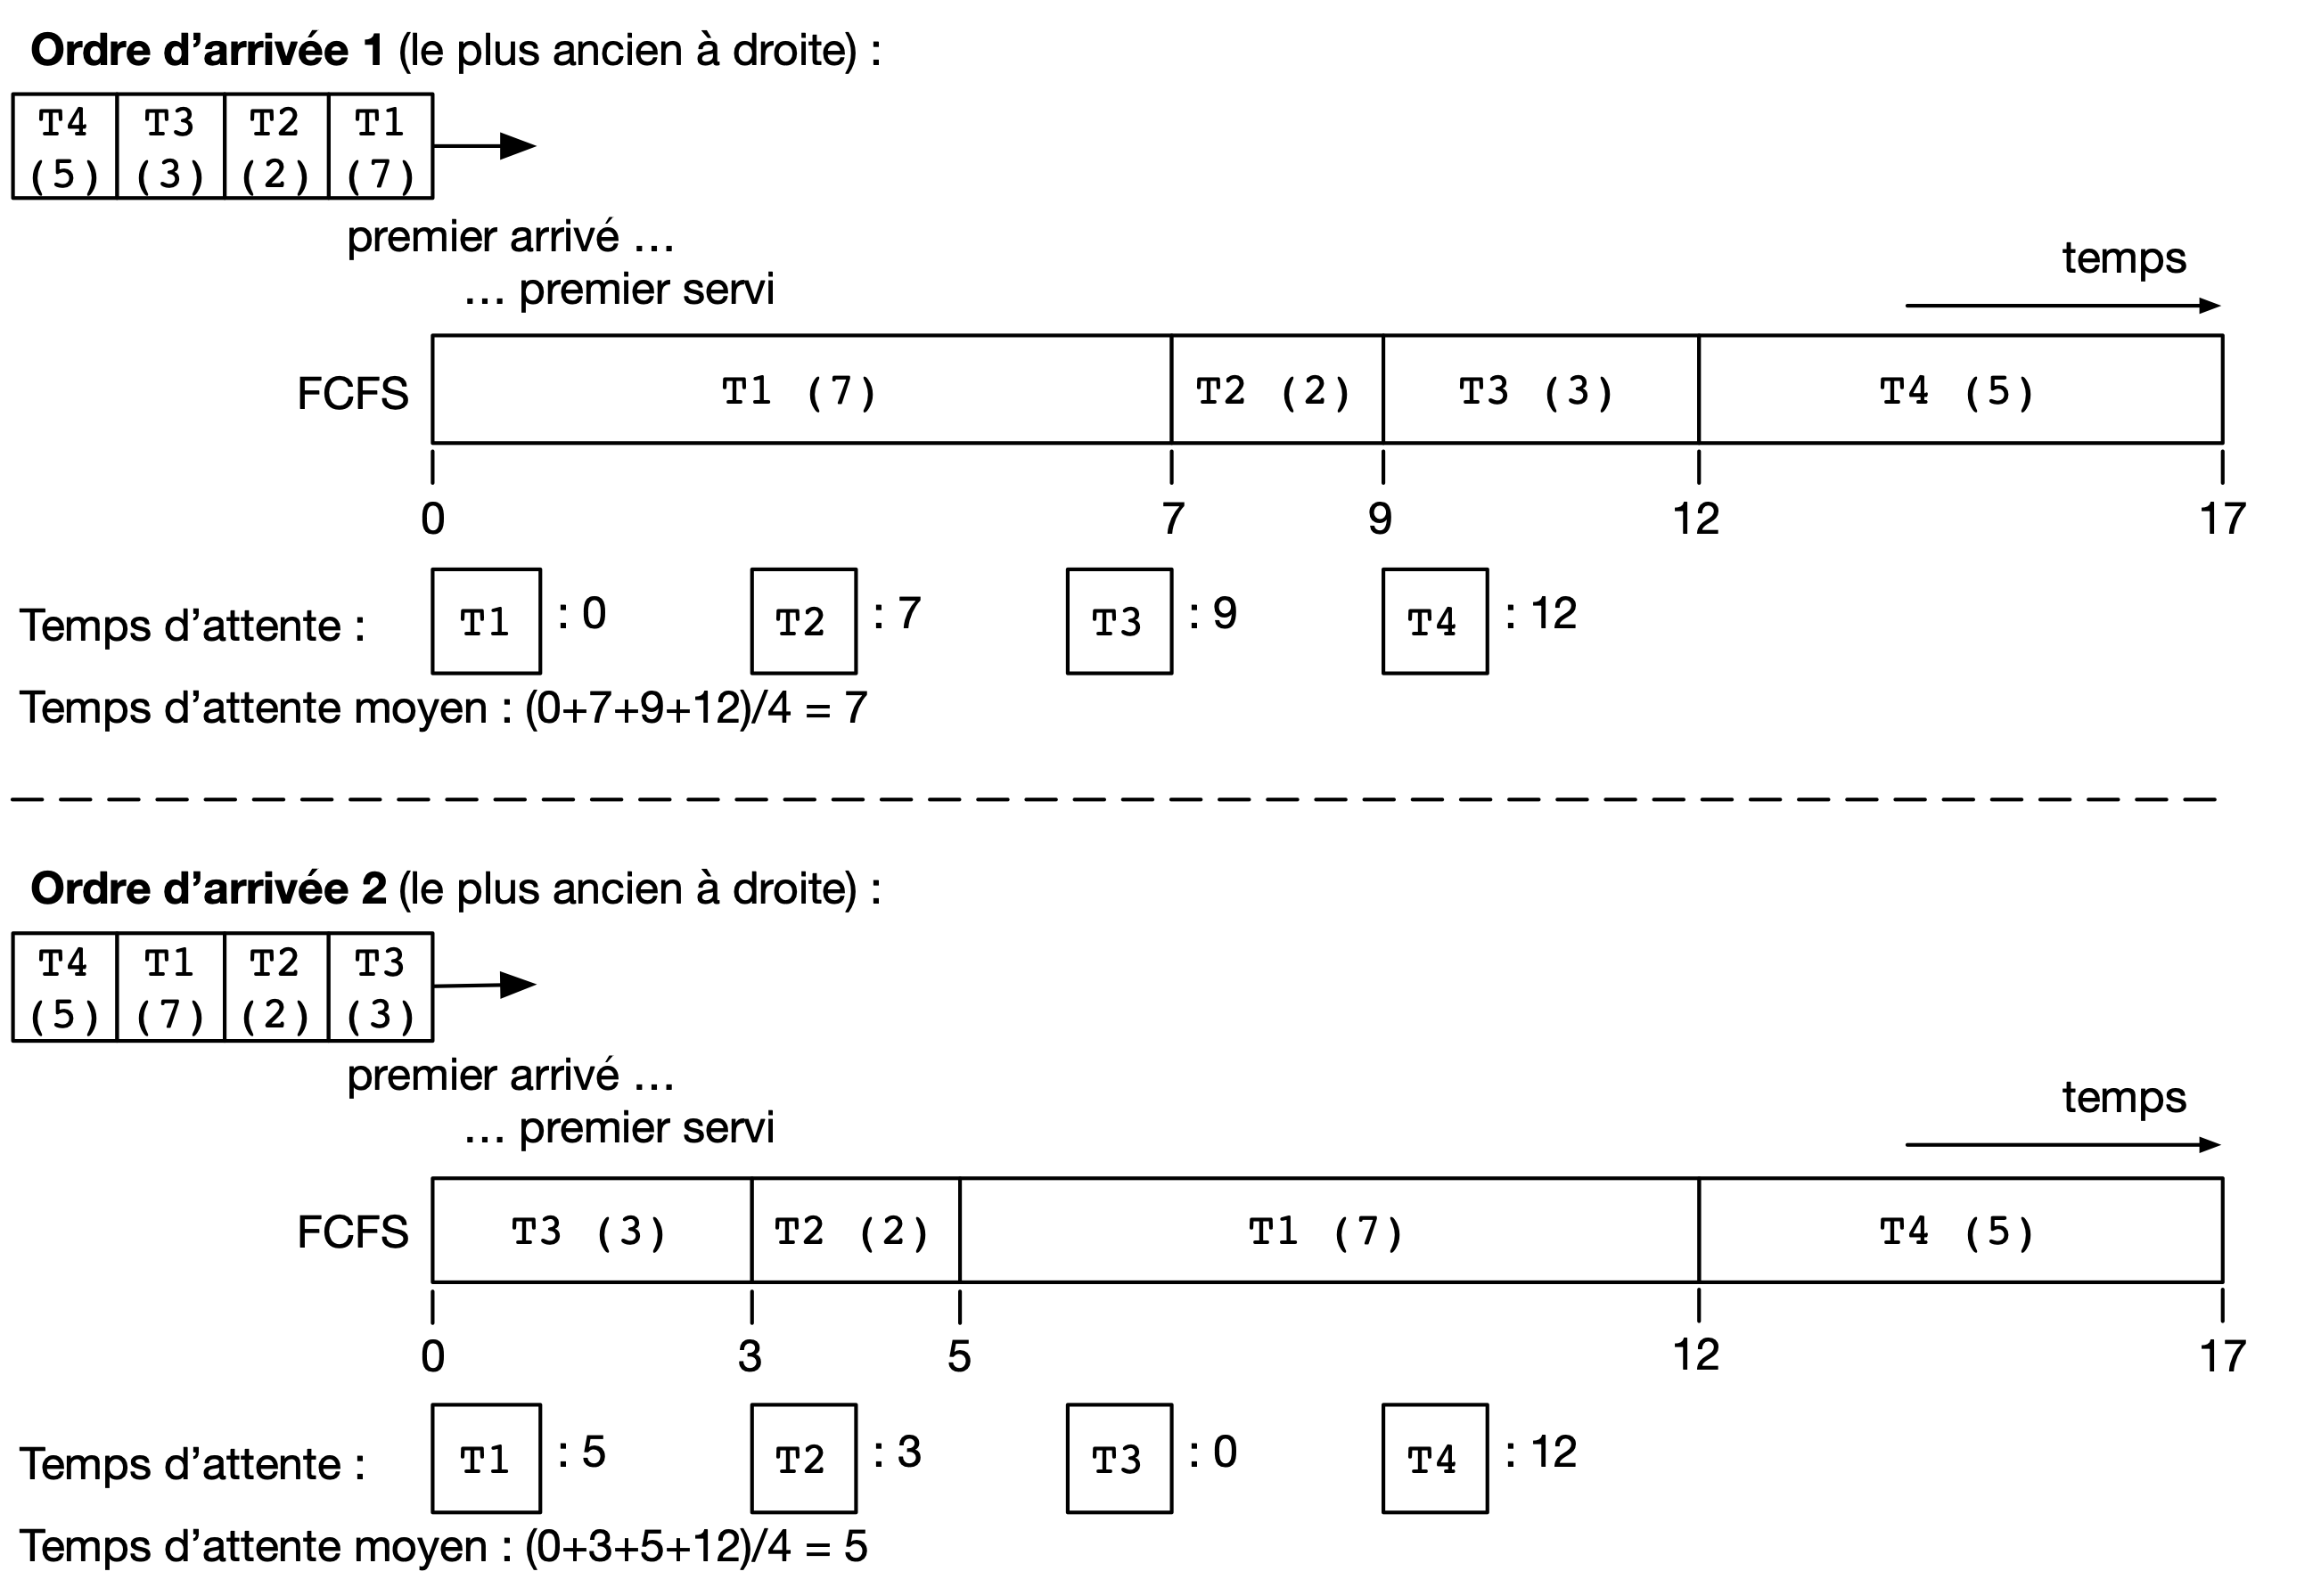 Ordre d’arrivée 1 (le plus ancien à droite) :
T4 T3 T2 T1
(5) (3) (2) (7)
premier arrivé …
… premier servi
temps
FCFS T1 (7) T2 (2) T3 (3) T4 (5)
0 7 9 12 17
Temps d’attente : T1 : 0 T2 : 7 T3 : 9 T4 : 12
Temps d’attente moyen : (0+7+9+12)/4 = 7
Ordre d’arrivée 2 (le plus ancien à droite) :
T4 T1 T2 T3
(5) (7) (2) (3)
premier arrivé …
… premier servi
temps
FCFS T3 (3) T2 (2) T1 (7) T4 (5)
0 3 5 12 17
Temps d’attente : T1 : 5 T2 : 3 T3 : 0 T4 : 12
Temps d’attente moyen : (0+3+5+12)/4 = 5